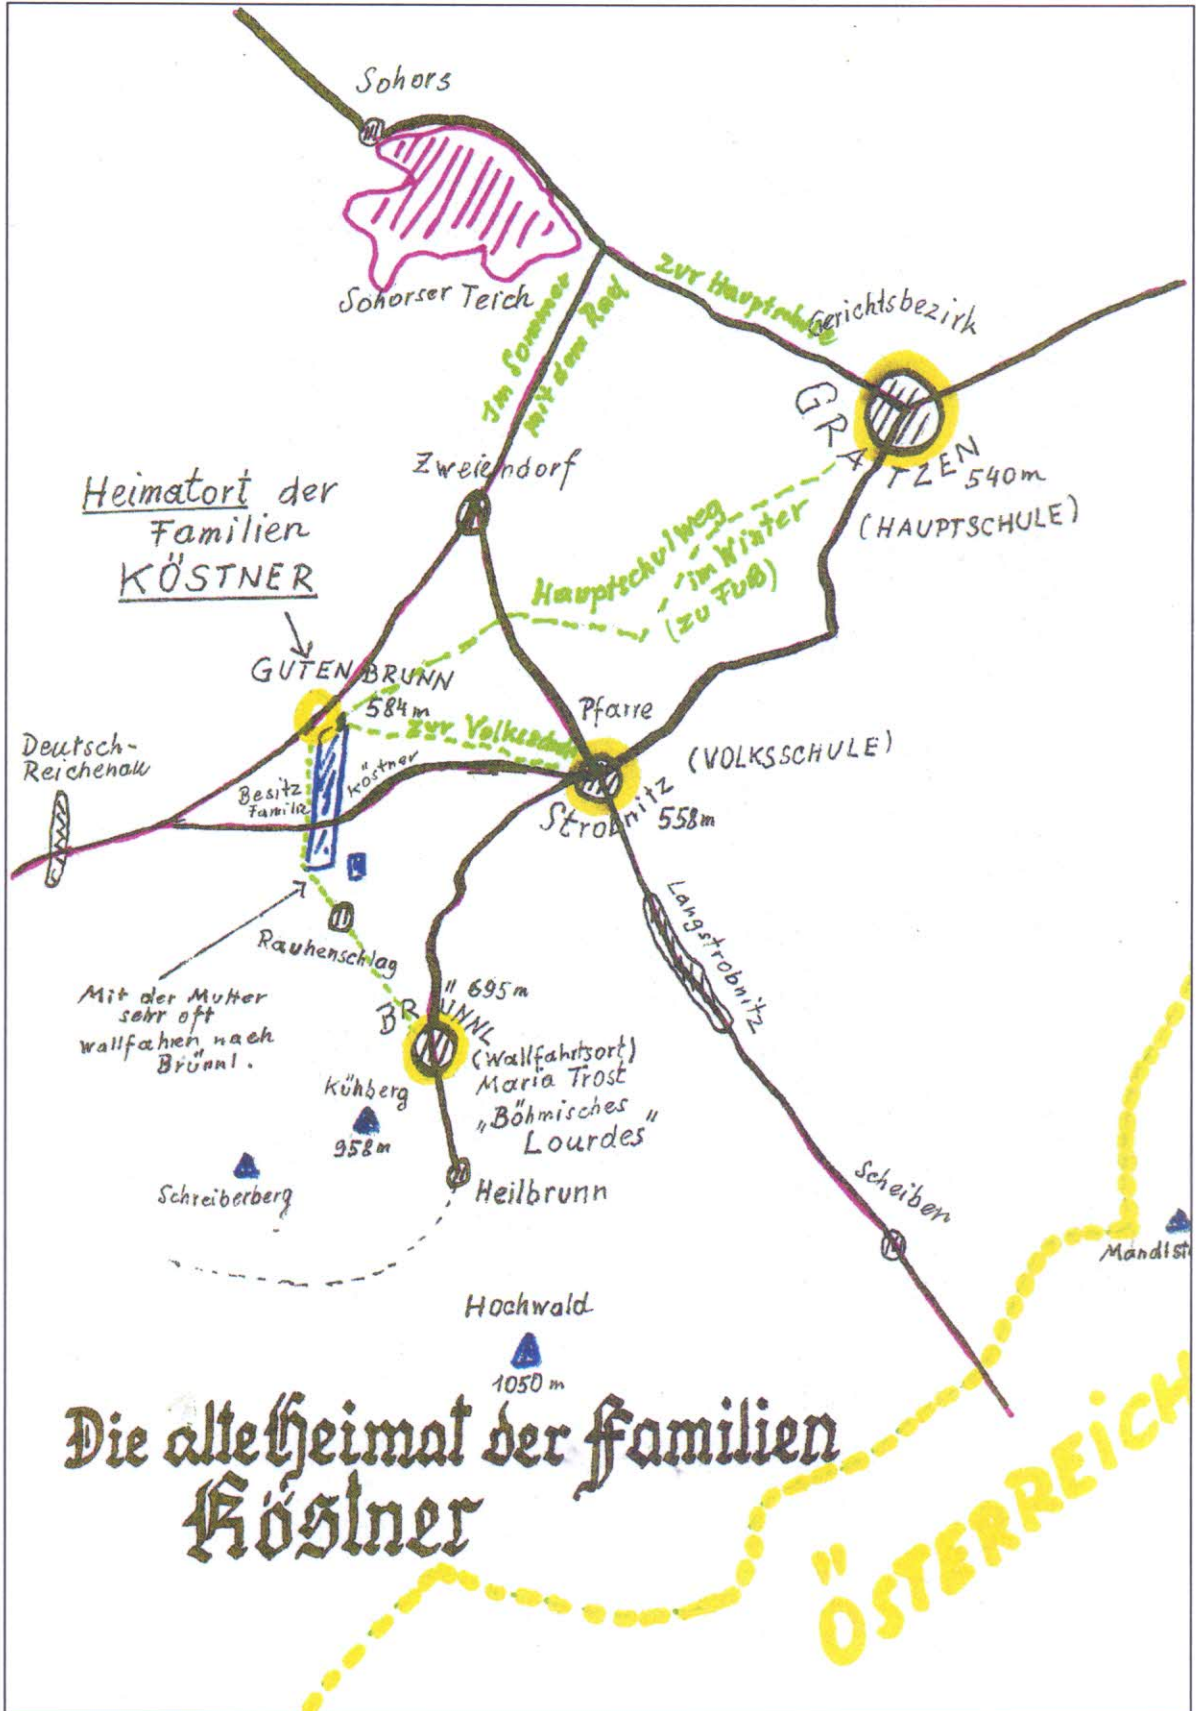 Sohors
Sohorser Teich
Im Sommer
mit dem Rad
zur Hauptschule
Gerichtsbezirk
GRATZEN
540m
(HAUPTSCHULE)
Zweiendorf
Heimatort der
Familien
KÖSTNER
Hauptschulweg
im Winter
(zu Fuß)
GUTENBRUNN
584m
zur Volksschule
Pfarre
(VOLKSSCHULE)
Strobnitz
558m
Deutsch-
Reichenau
Besitz
Familie
Köstner
Langstrobnitz
Rauhenschlag
Mit der Mutter
sehr oft
wallfahren nach
Brünnl.
695m
BRÜNNL
(Wallfahrtsort)
Maria Trost
„Böhmisches
Lourdes"
Kühberg
958m
Schreiberberg
Heilbrunn
Scheiben
Mandlst
Hochwald
1050m
Die alte Heimat der Familien
Köstner
ÖSTERREICH